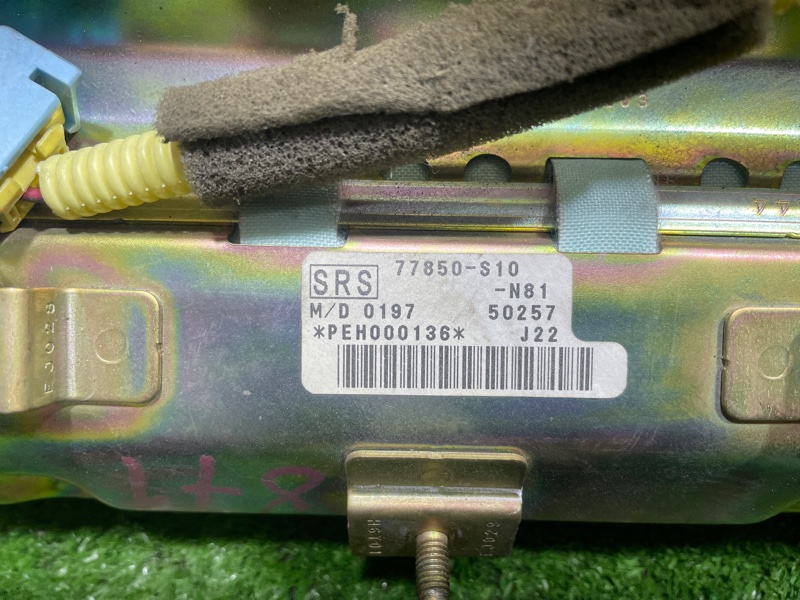 SRS 77850-S10
-N81
M/D 0197 50257
*PEH000136* J22